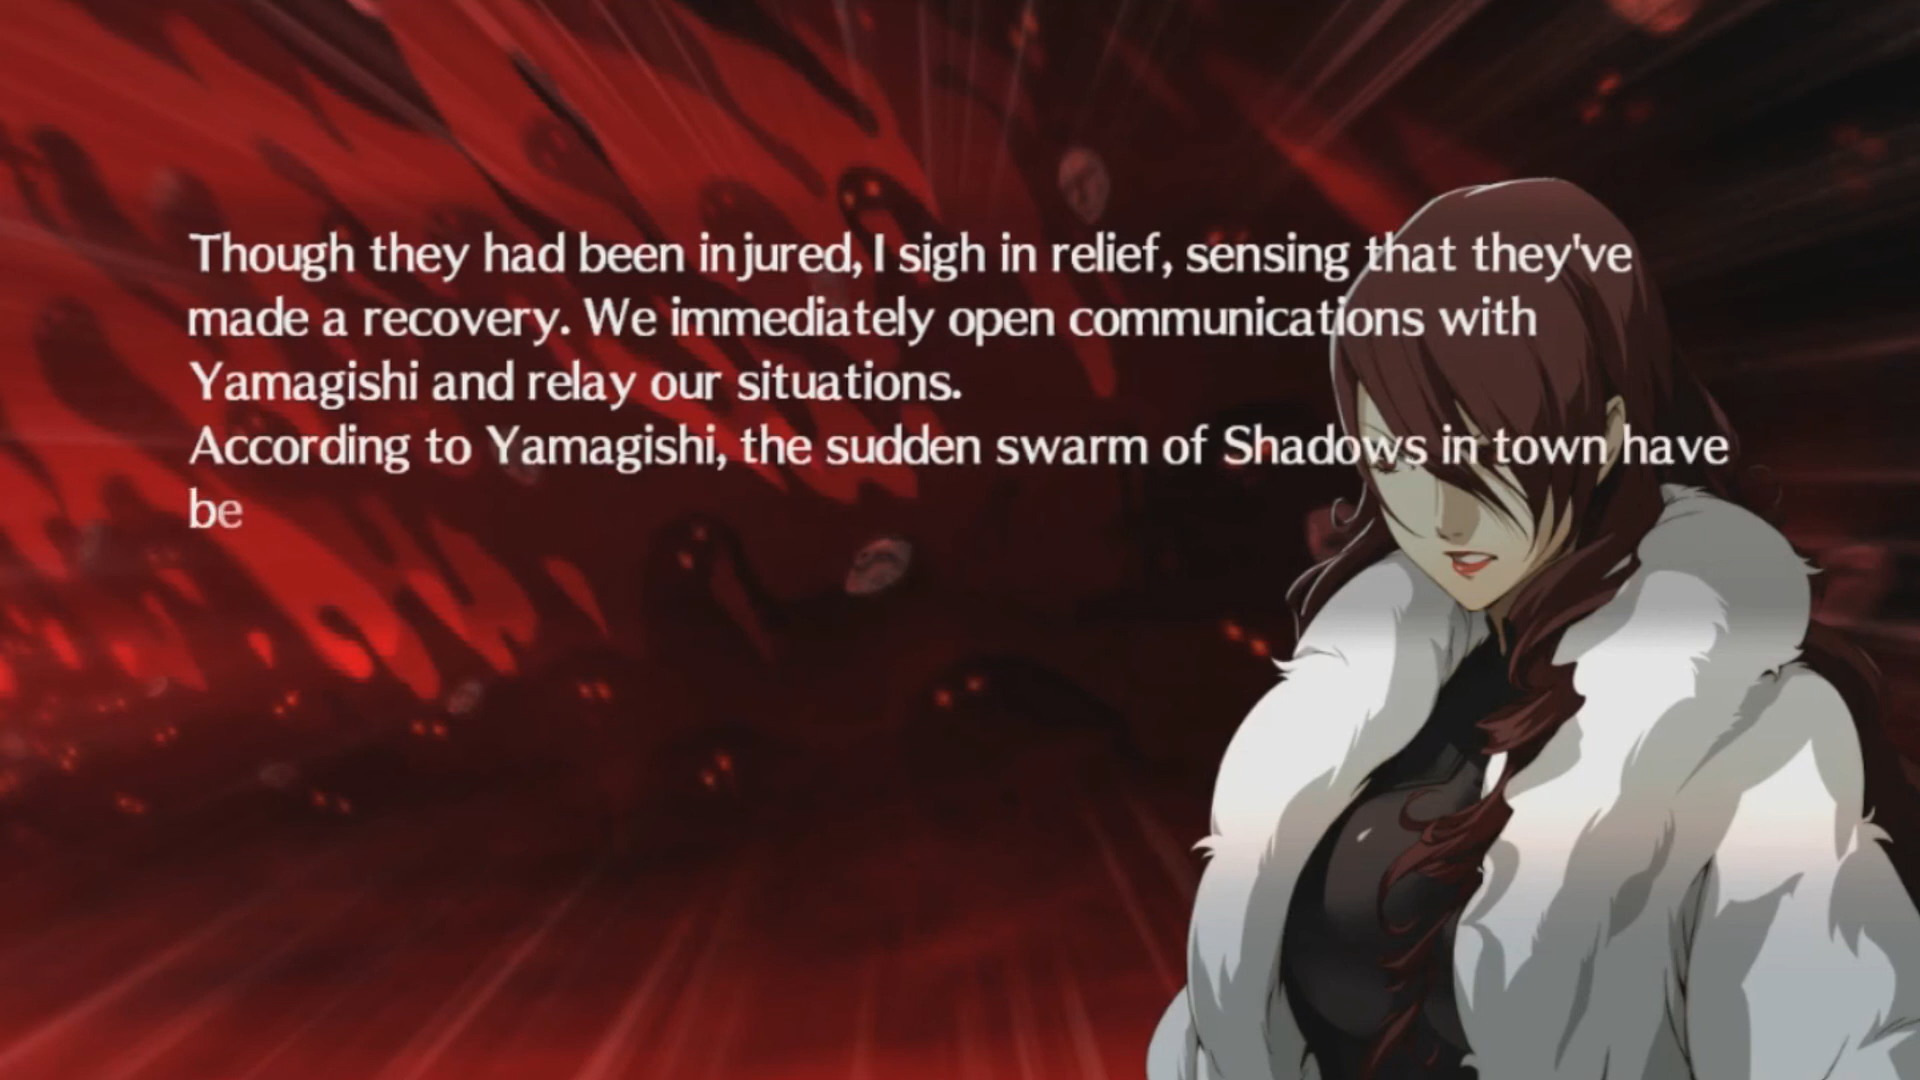 Though they had been injured, I sigh in relief, sensing that they've
made a recovery. We immediately open communications with
Yamagishi and relay our situations.
According to Yamagishi, the sudden swarm of Shadows in town have
be